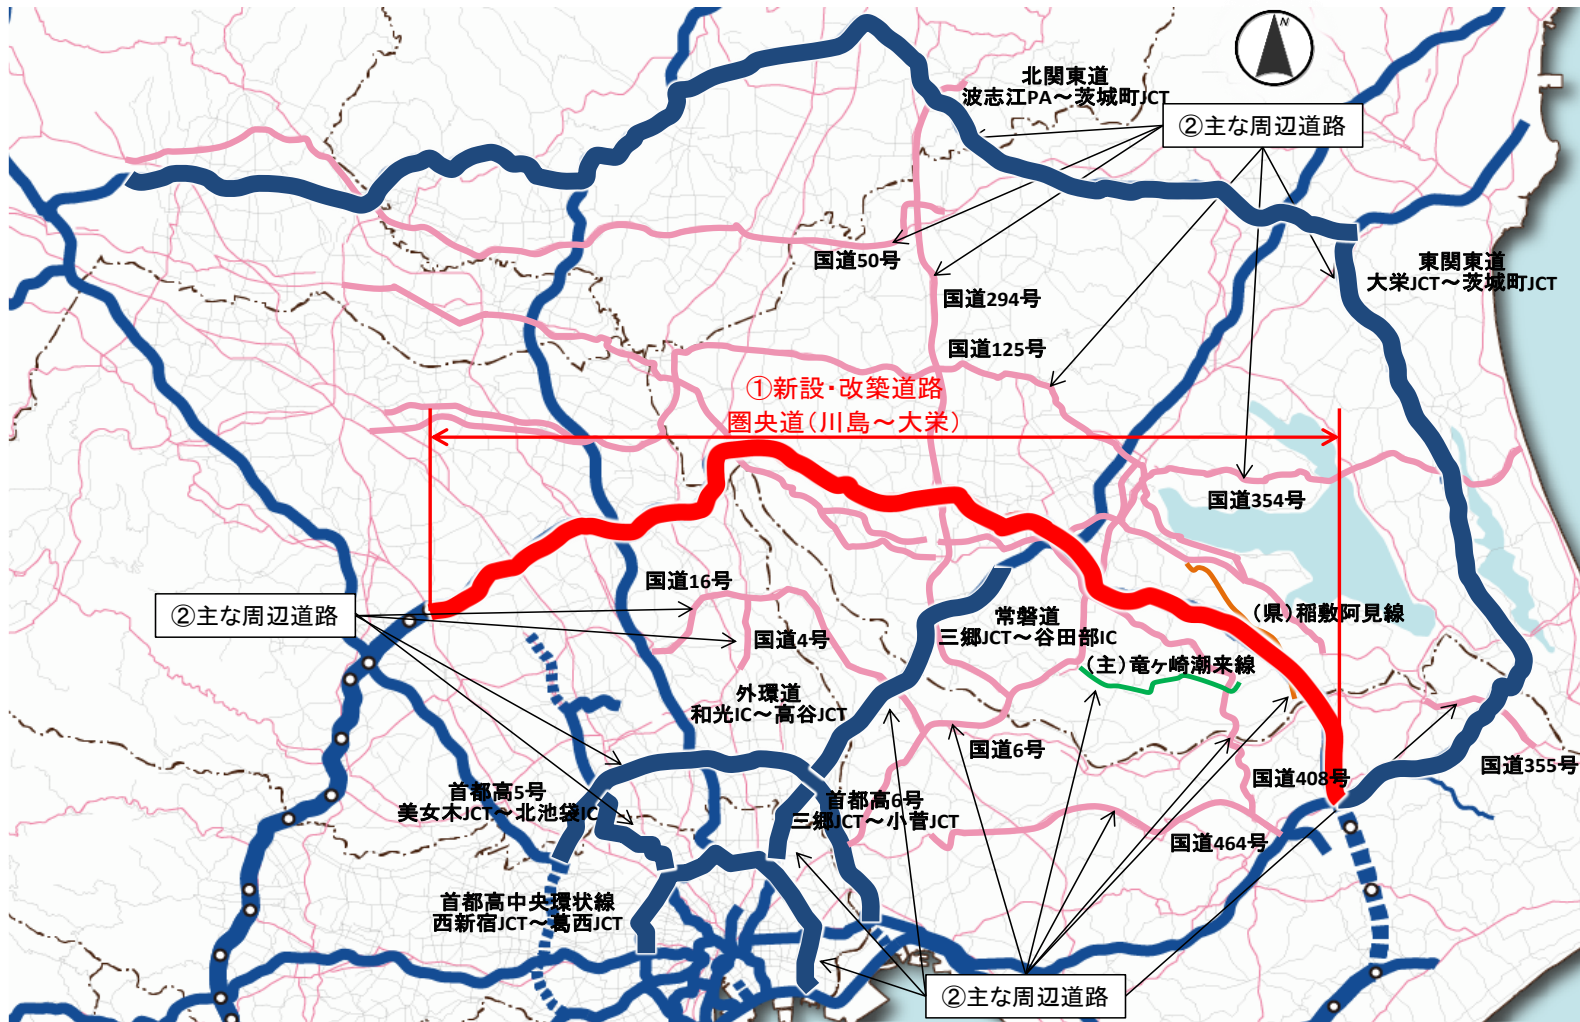 N
北関東道
波志江PA～茨城町JCT
②主な周辺道路
国道50号
東関東道
大栄JCT～茨城町JCT
国道294号
国道125号
①新設・改築道路
圏央道(川島～大栄)
国道354号
国道16号
②主な周辺道路
国道4号
常磐道
三郷JCT～谷田部IC
(県)稲敷阿見線
(主)竜ヶ崎潮来線
外環道
和光IC～高谷JCT
国道6号
国道408号
国道355号
首都高5号
美女木JCT～北池袋IC
首都高6号
三郷JCT～小菅JCT
国道464号
首都高中央環状線
西新宿JCT～葛西JCT
②主な周辺道路